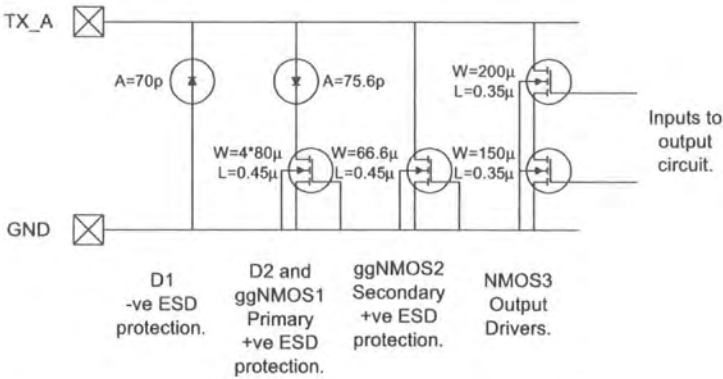 TX_A
A=70p
A=75.6p
W=200µ
L=0.35µ
W=4*80µ
L=0.45µ
W=66.6µ
L=0.45µ
W=150µ
L=0.35µ
Inputs to
output
circuit.
GND
D1
-ve ESD
protection.
D2 and
ggNMOS1
Primary
+ve ESD
protection.
ggNMOS2
Secondary
+ve ESD
protection.
NMOS3
Output
Drivers.